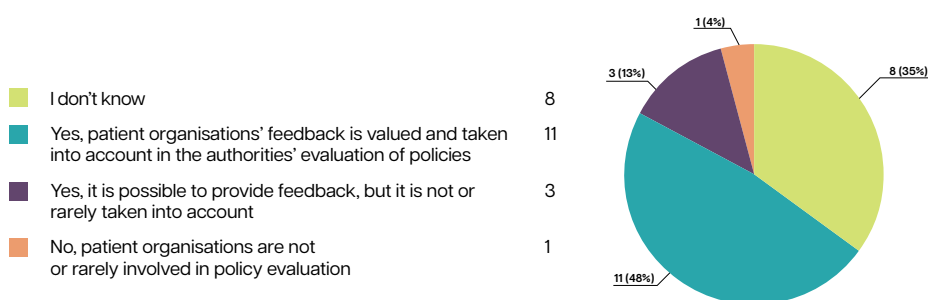 1 (4%)
3 (13%)
8 (35%)
I don't know 8
Yes, patient organisations' feedback is valued and taken 11
into account in the authorities' evaluation of policies
Yes, it is possible to provide feedback, but it is not or 3
rarely taken into account
No, patient organisations are not 1
or rarely involved in policy evaluation
11 (48%)